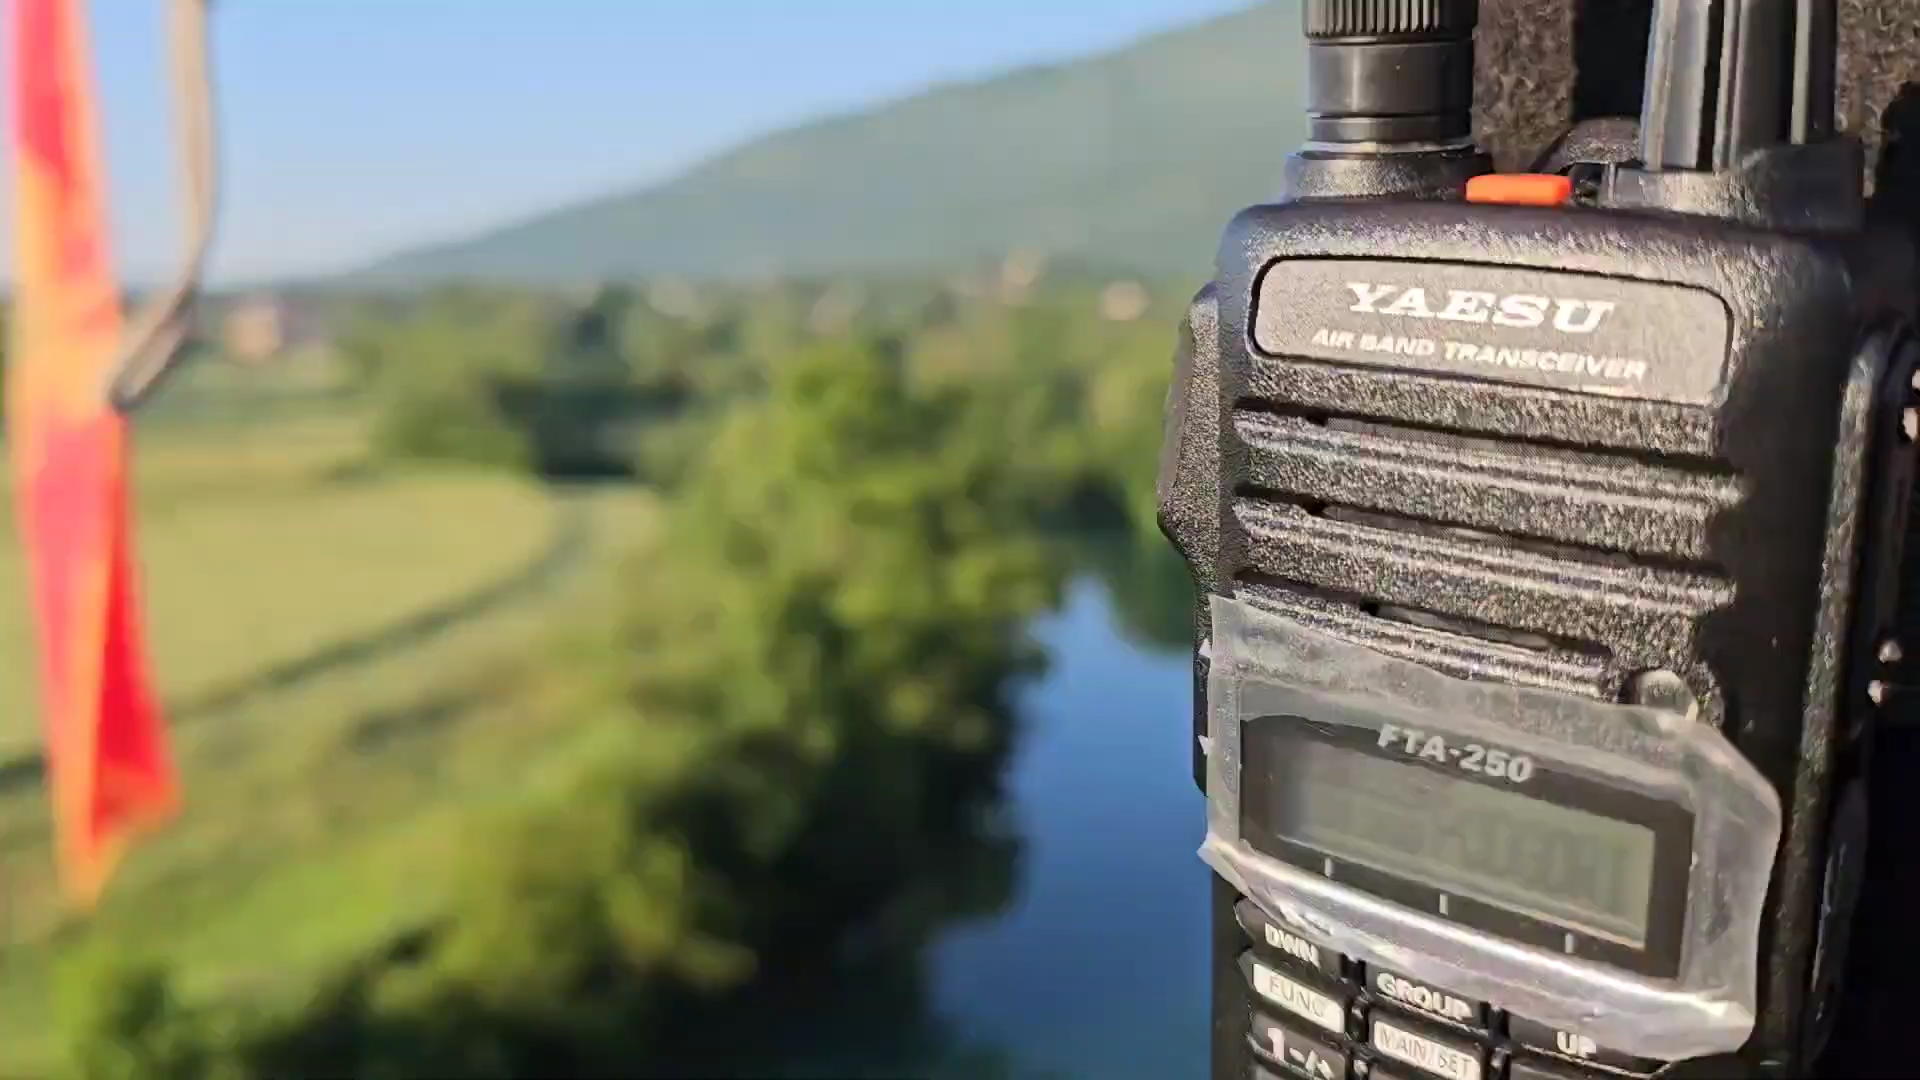 YAESU
AIR BAND TRANSCEIVER
FTA-250
DWN
GROUP
UP
FUNC
MAIN/SET